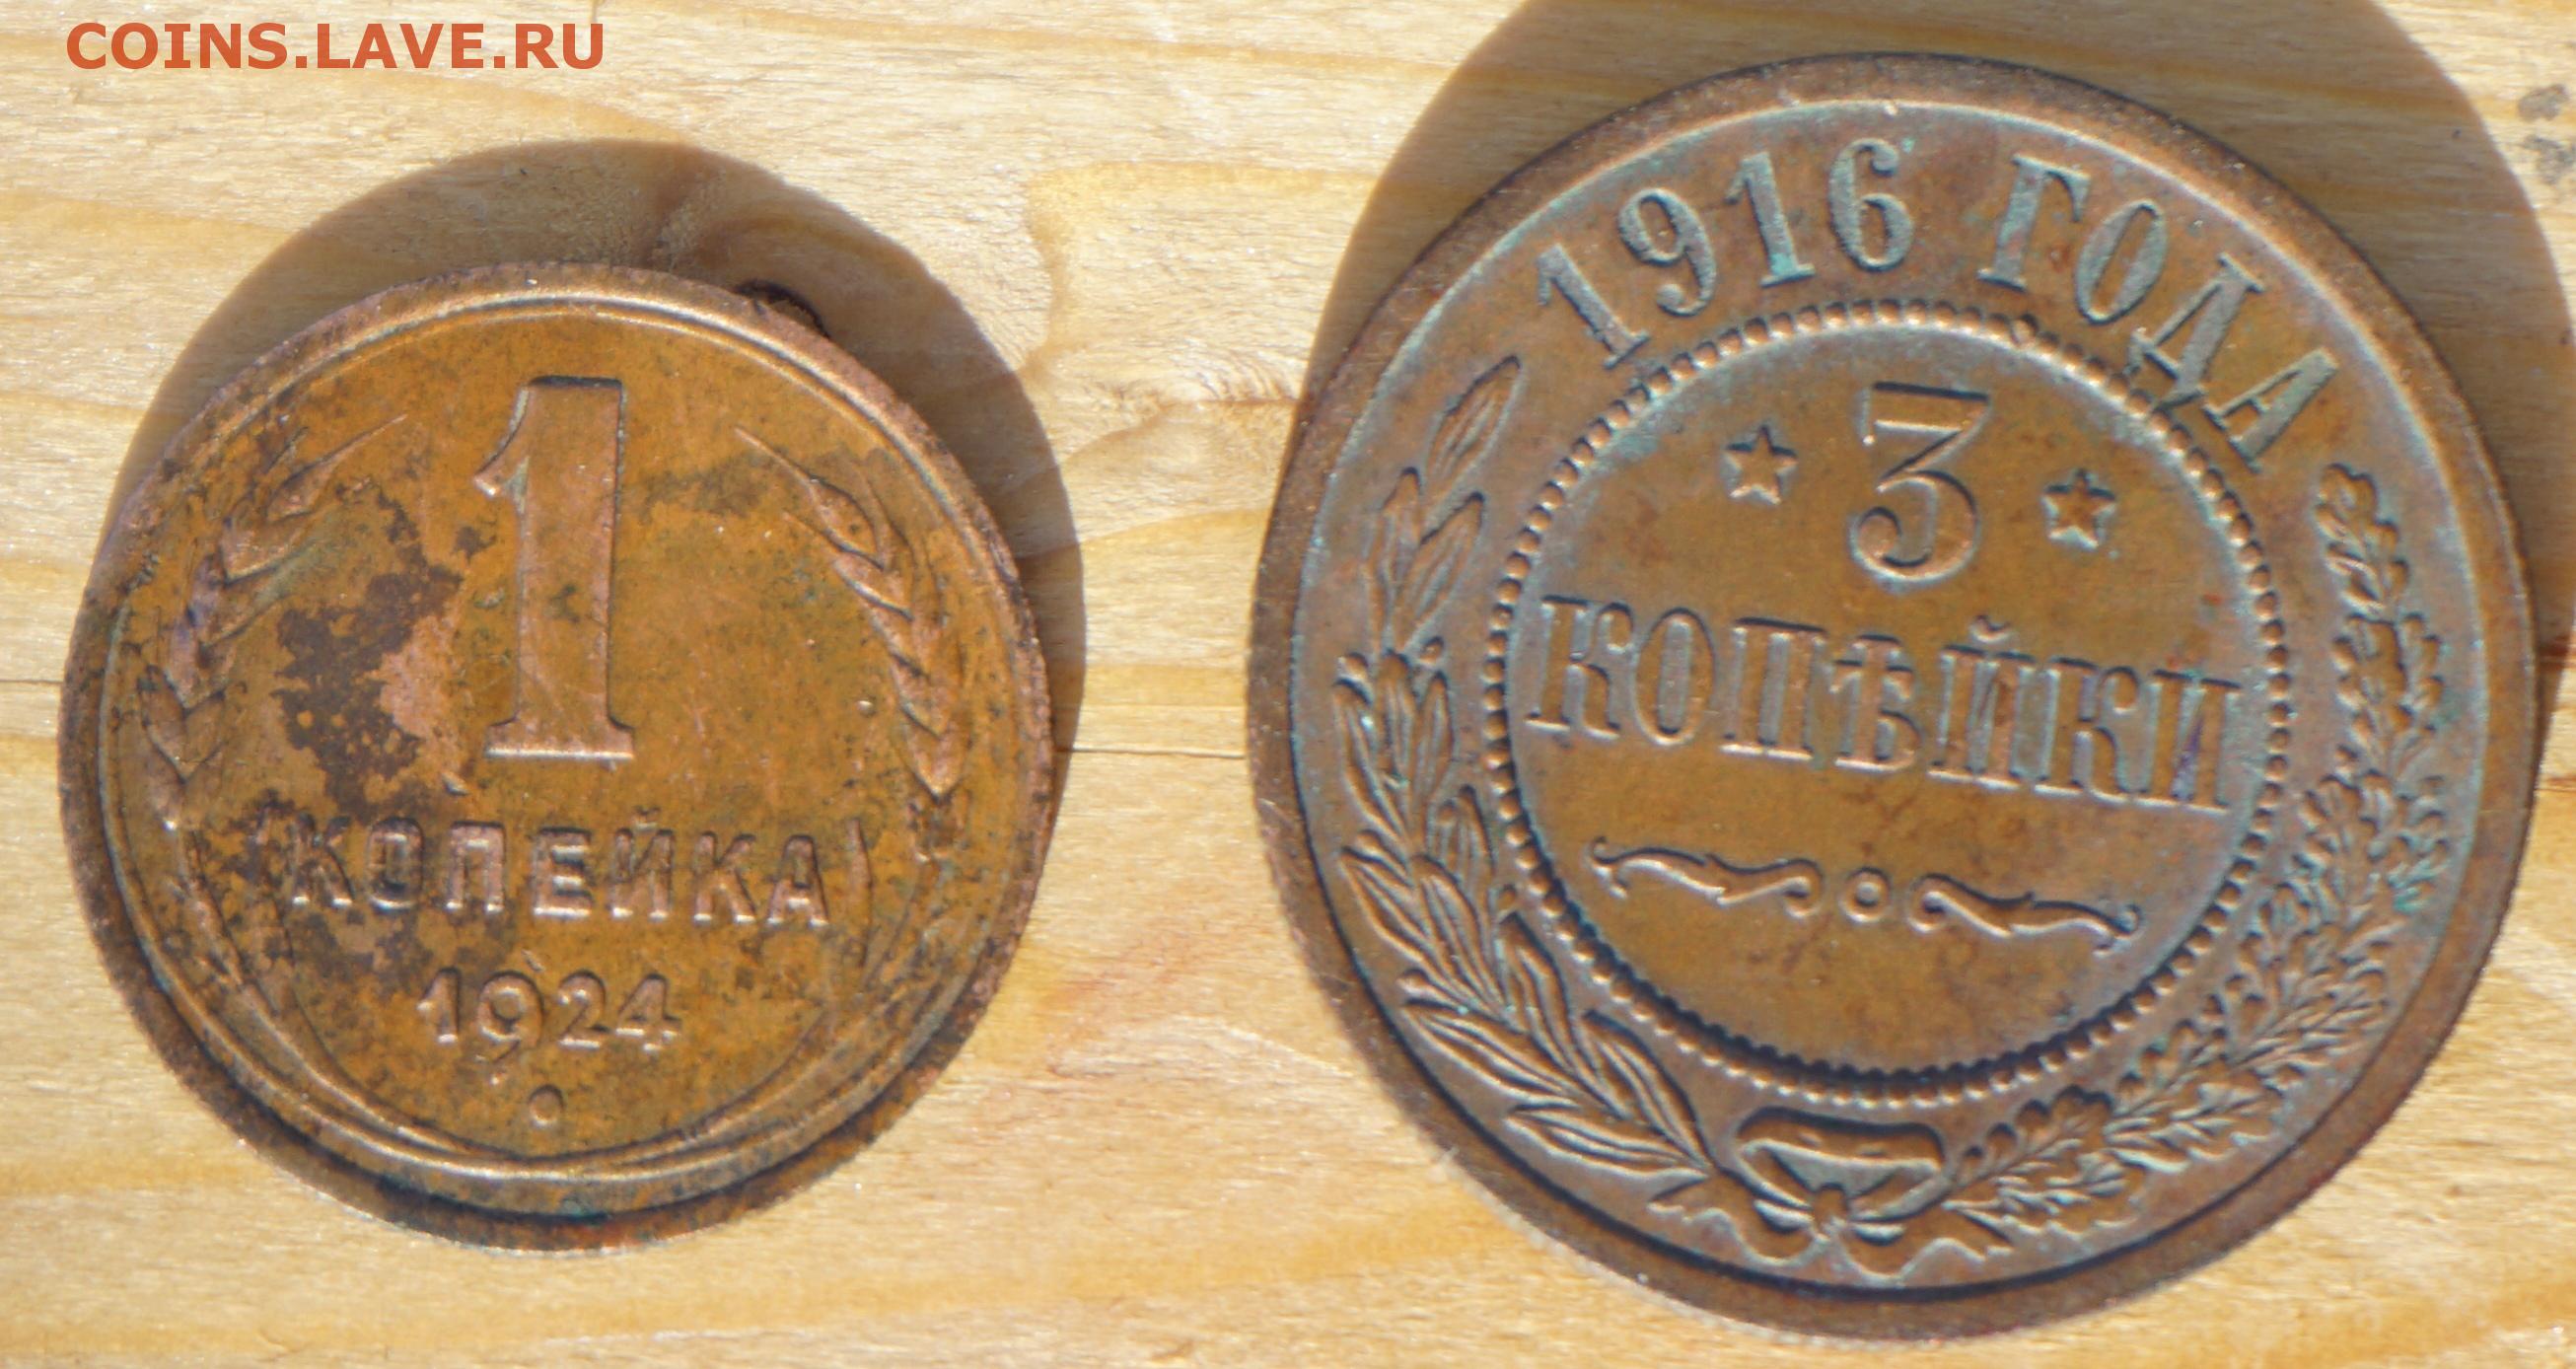 COINS.LAVE.RU
1
КОПЕЙКА
1924
1916 ГОДА
3
КОПѢЙКИ